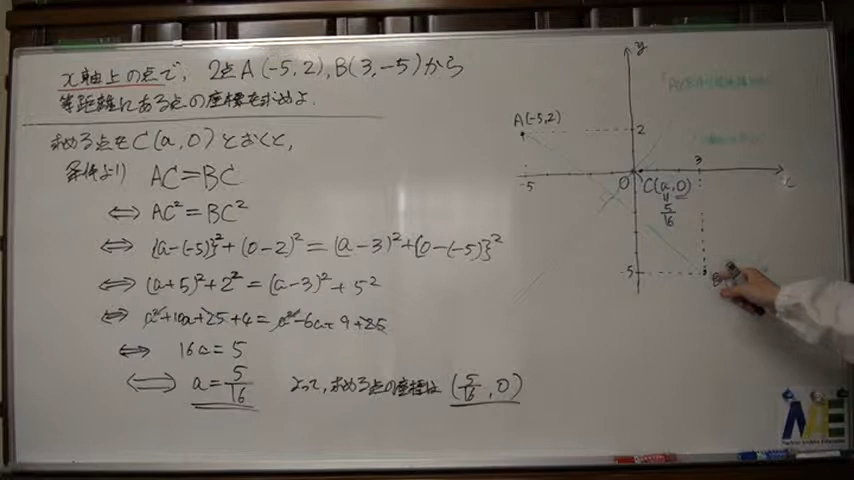 x軸上の点で, 2点A(-5,2), B(3,-5)から
等距離にある点の座標を求めよ.
求める点をC(a,0)とおくと,
条件より AC=BC
⇔ AC²=BC²
⇔ {a-(-5)}²+(0-2)²=(a-3)²+{0-(-5)}²
⇔ (a+5)²+2²=(a-3)²+5²
⇔ a²+10a+25+4=a²-6a+9+25
⇔ 16a=5
⇔ a=5/16 よって, 求める点の座標は (5/16, 0)
y
A(-5,2)
2
3
-5
O
C(a,0)
5/16
x
-5